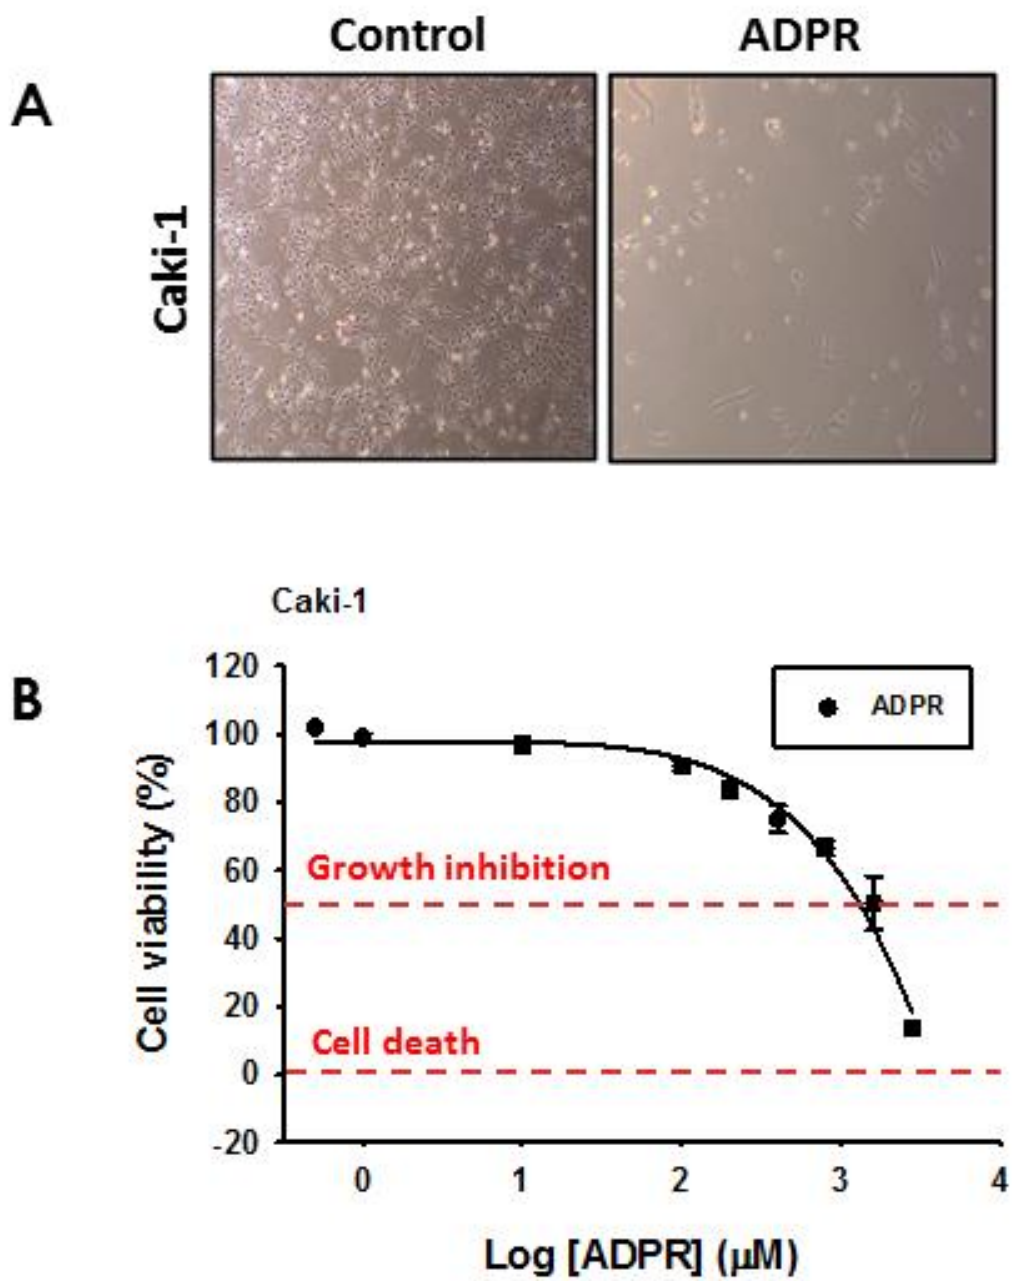 Control ADPR
A
Caki-1
Caki-1
B
120
100
80
60
40
20
0
-20
Cell viability (%)
ADPR
Growth inhibition
Cell death
0 1 2 3 4
Log [ADPR] (µM)